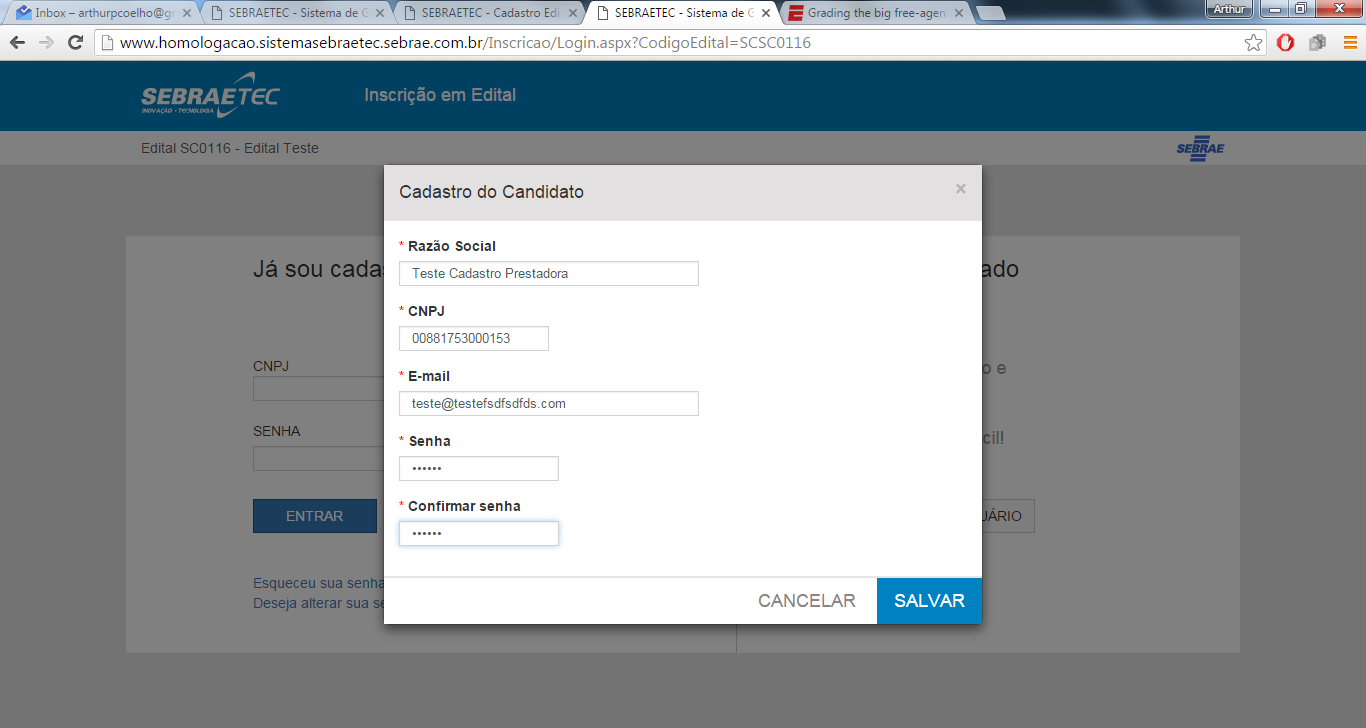 Inbox – arthurpcoelho@g
SEBRAETEC - Sistema de G
SEBRAETEC - Cadastro Edi
SEBRAETEC - Sistema de G
Grading the big free-agen
Arthur
www.homologacao.sistemasebraetec.sebrae.com.br/Inscricao/Login.aspx?CodigoEdital=SCSC0116
SEBRAETEC
INOVAÇÃO • TECNOLOGIA
Inscrição em Edital
Edital SC0116 - Edital Teste
SEBRAE
Cadastro do Candidato
×
* Razão Social
Teste Cadastro Prestadora
* CNPJ
00881753000153
* E-mail
teste@testefsdfsdfds.com
* Senha
••••••
* Confirmar senha
••••••
CANCELAR
SALVAR
Já sou cada
CNPJ
SENHA
ENTRAR
Esqueceu sua senha
Deseja alterar sua se
ado
o e
cil!
UÁRIO